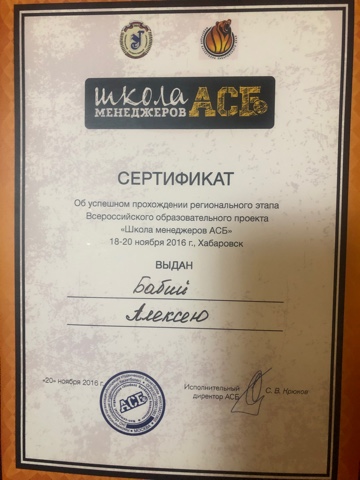 школа
МЕНЕДЖЕРОВ АСБ
СЕРТИФИКАТ
Об успешном прохождении регионального этапа
Всероссийского образовательного проекта
«Школа менеджеров АСБ»
18-20 ноября 2016 г., Хабаровск
ВЫДАН
Бабий
Алексею
«20» ноября 2016 г.
Исполнительный
директор АСБ
С. В. Крюков
АСБ